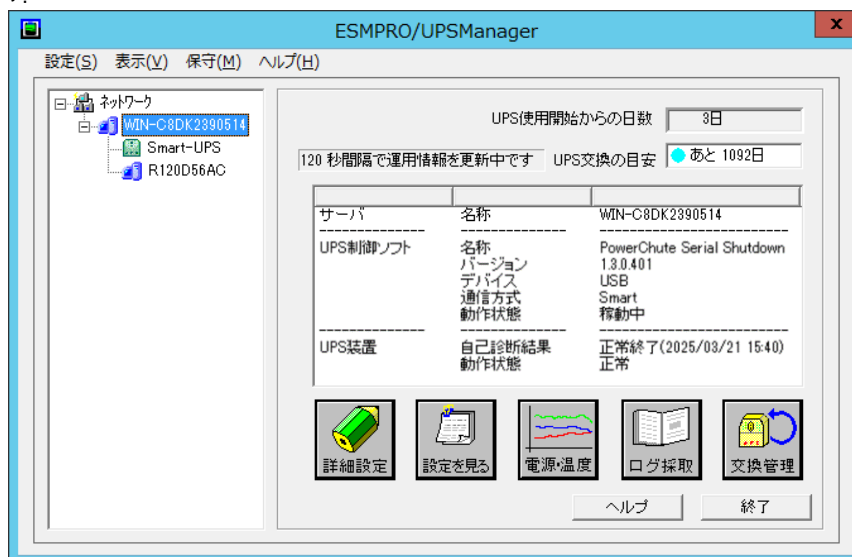 ESMPRO/UPSManager
x
設定(S) 表示(V) 保守(M) ヘルプ(H)
ネットワーク
WIN-C8DK2390514
Smart-UPS
R120D56AC
UPS使用開始からの日数 3日
120 秒間隔で運用情報を更新中です UPS交換の目安 あと 1092日
サーバ 名称 WIN-C8DK2390514
-------------- -------------- --------------------------
UPS制御ソフト 名称 PowerChute Serial Shutdown
バージョン 1.3.0.401
デバイス USB
通信方式 Smart
動作状態 稼動中
-------------- -------------- --------------------------
UPS装置 自己診断結果 正常終了(2025/03/21 15:40)
動作状態 正常
詳細設定 設定を見る 電源・温度 ログ採取 交換管理
ヘルプ 終了